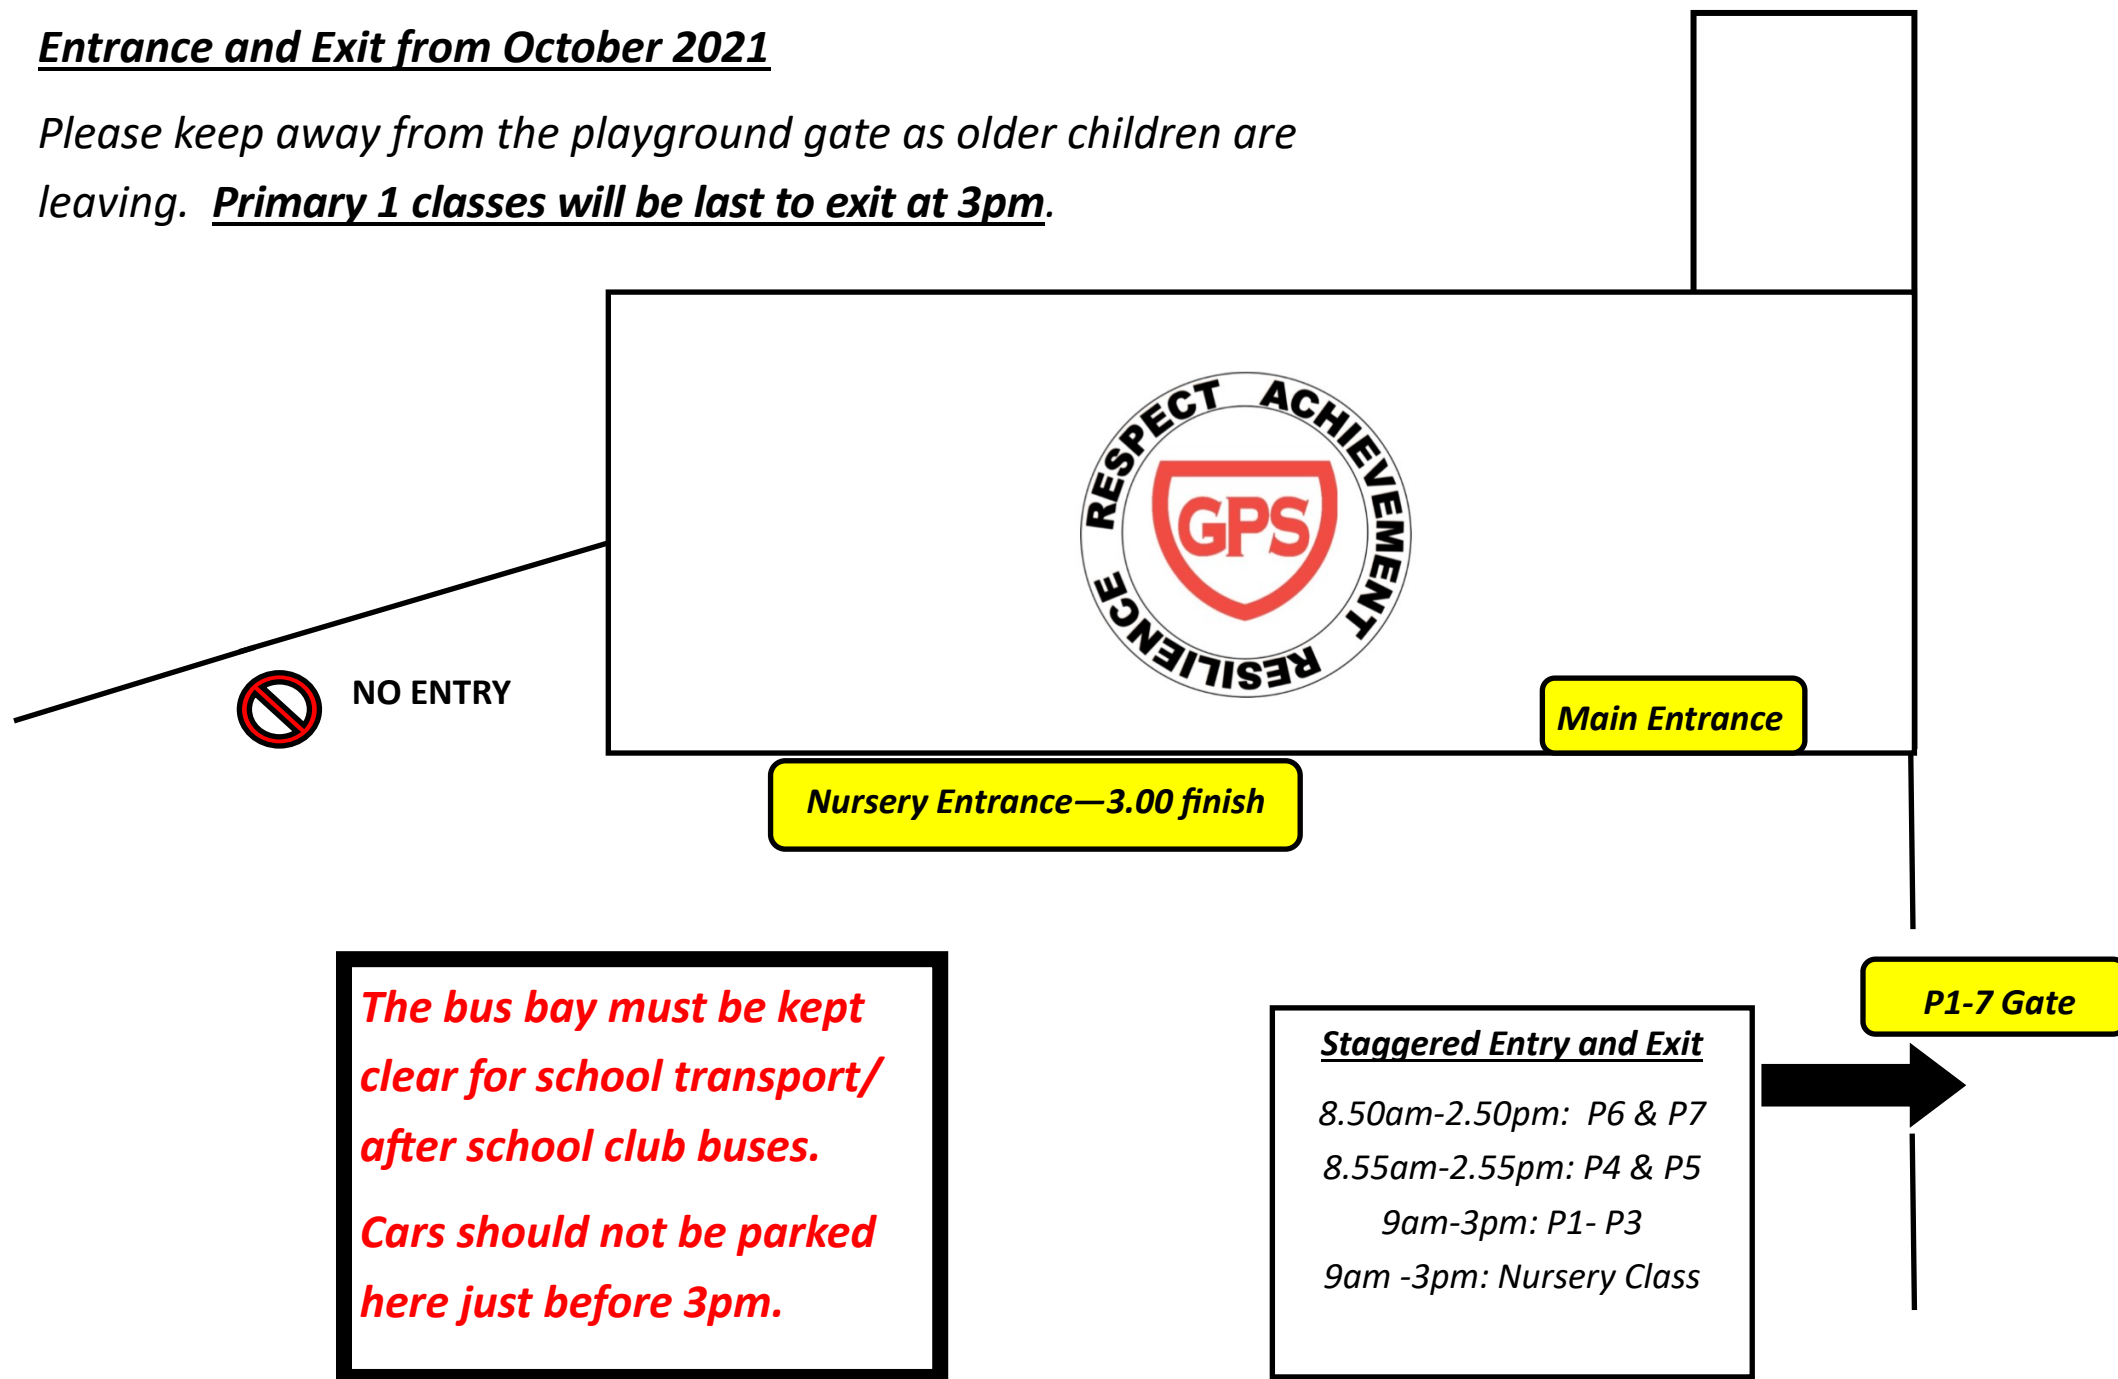 Entrance and Exit from October 2021
Please keep away from the playground gate as older children are
leaving.  Primary 1 classes will be last to exit at 3pm.
RESPECT ACHIEVEMENT RESILIENCE
GPS
NO ENTRY
Main Entrance
Nursery Entrance—3.00 finish
The bus bay must be kept
clear for school transport/
after school club buses.
Cars should not be parked
here just before 3pm.
Staggered Entry and Exit
8.50am-2.50pm:  P6 & P7
8.55am-2.55pm: P4 & P5
9am-3pm: P1- P3
9am -3pm: Nursery Class
P1-7 Gate